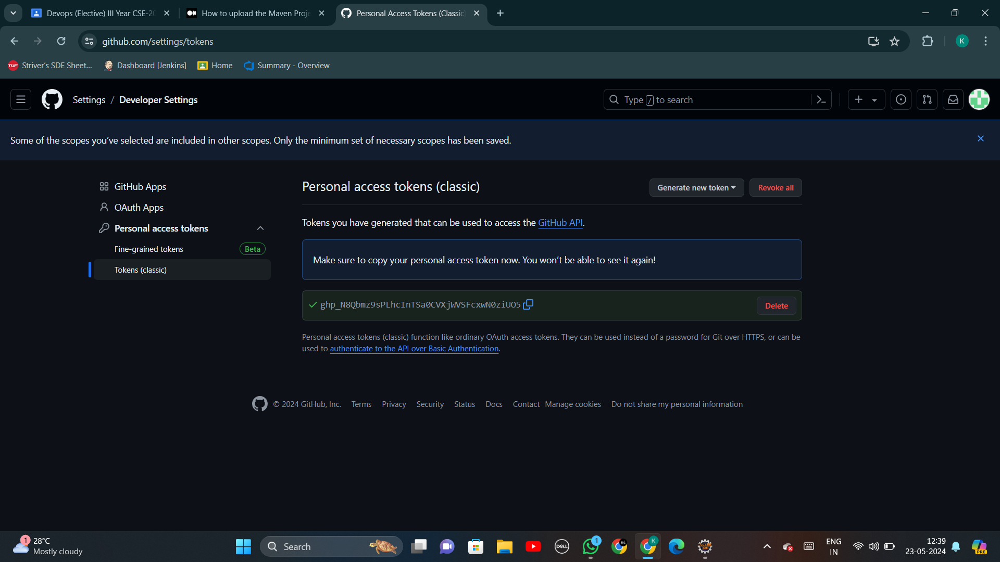 Devops (Elective) III Year CSE-20
How to upload the Maven Proje
Personal Access Tokens (Classic)
github.com/settings/tokens
K
TUF Striver's SDE Sheet...
Dashboard [Jenkins]
Home
Summary - Overview
Settings / Developer Settings
Type / to search
Some of the scopes you've selected are included in other scopes. Only the minimum set of necessary scopes has been saved.
GitHub Apps
OAuth Apps
Personal access tokens
Fine-grained tokens Beta
Tokens (classic)
Personal access tokens (classic)
Generate new token
Revoke all
Tokens you have generated that can be used to access the GitHub API.
Make sure to copy your personal access token now. You won't be able to see it again!
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
Delete
Personal access tokens (classic) function like ordinary OAuth access tokens. They can be used instead of a password for Git over HTTPS, or can be
used to authenticate to the API over Basic Authentication.
© 2024 GitHub, Inc. Terms Privacy Security Status Docs Contact Manage cookies Do not share my personal information
1
28°C
Mostly cloudy
Search
DELL
1
K
ENG
IN
12:39
23-05-2024
PRE